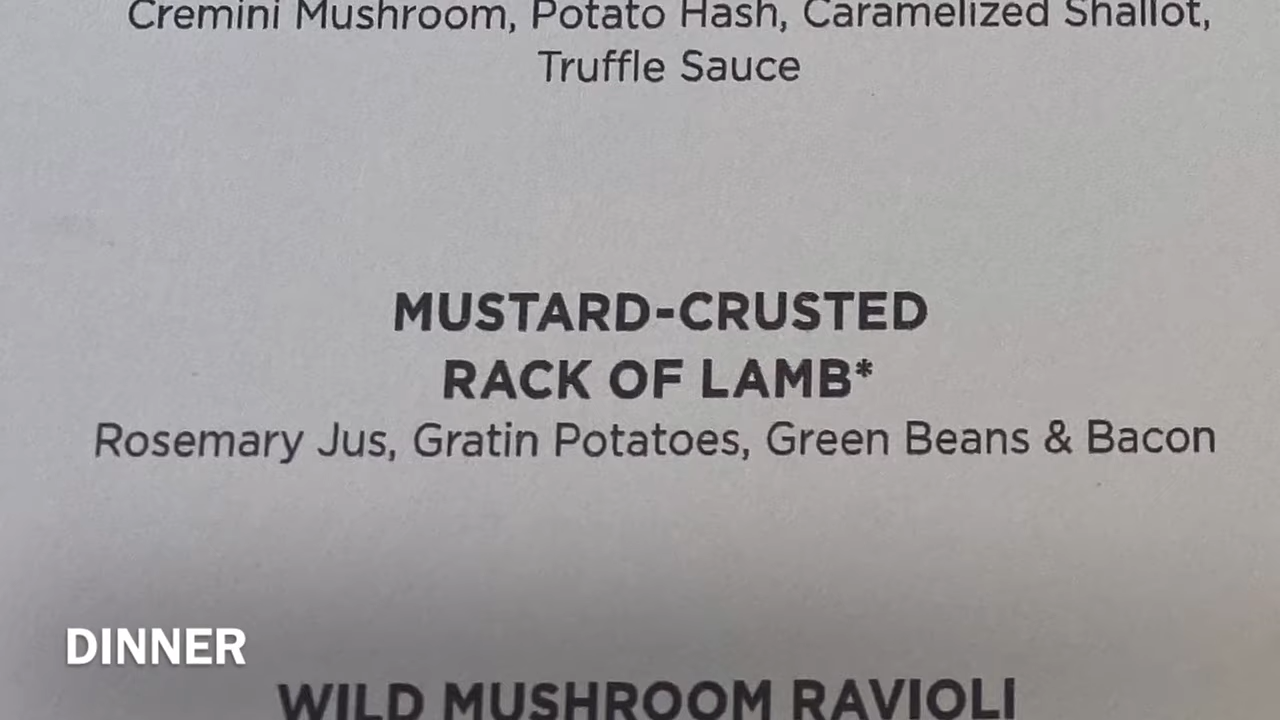 Cremini Mushroom, Potato Hash, Caramelized Shallot,
Truffle Sauce
MUSTARD-CRUSTED
RACK OF LAMB*
Rosemary Jus, Gratin Potatoes, Green Beans & Bacon
DINNER
WILD MUSHROOM RAVIOLI